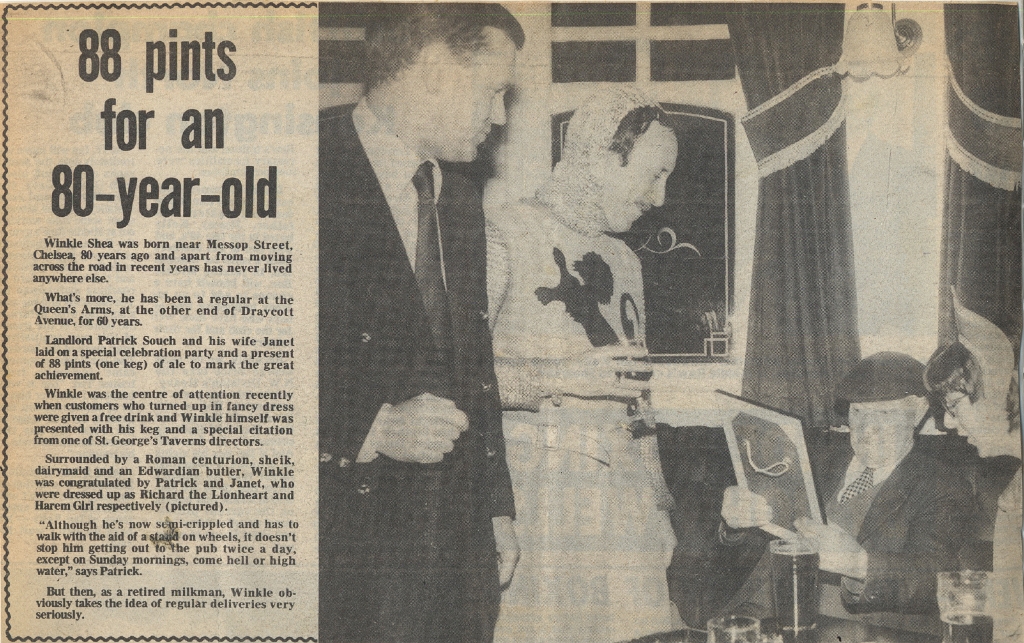 88 pints
for an
80-year-old
Winkle Shea was born near Messop Street,
Chelsea, 80 years ago and apart from moving
across the road in recent years has never lived
anywhere else.
What's more, he has been a regular at the
Queen's Arms, at the other end of Draycott
Avenue, for 60 years.
Landlord Patrick Souch and his wife Janet
laid on a special celebration party and a present
of 88 pints (one keg) of ale to mark the great
achievement.
Winkle was the centre of attention recently
when customers who turned up in fancy dress
were given a free drink and Winkle himself was
presented with his keg and a special citation
from one of St. George's Taverns directors.
Surrounded by a Roman centurion, sheik,
dairymaid and an Edwardian butler, Winkle
was congratulated by Patrick and Janet, who
were dressed up as Richard the Lionheart and
Harem Girl respectively (pictured).
"Although he's now semi-crippled and has to
walk with the aid of a stand on wheels, it doesn't
stop him getting out to the pub twice a day,
except on Sunday mornings, come hell or high
water," says Patrick.
But then, as a retired milkman, Winkle ob-
viously takes the idea of regular deliveries very
seriously.